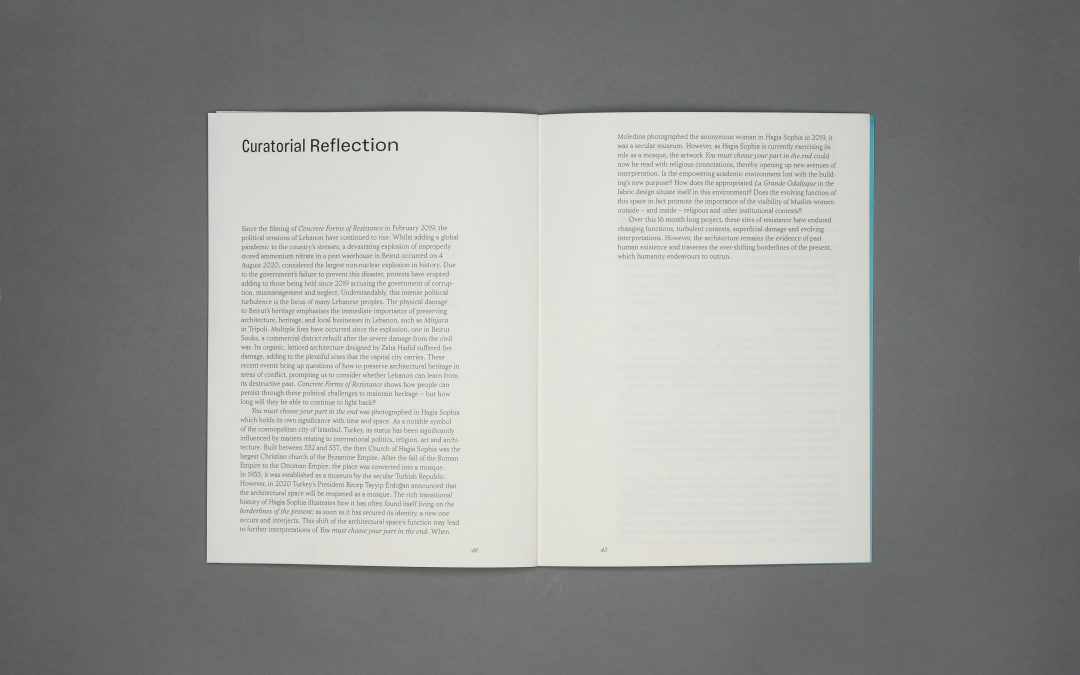 Curatorial Reflection
Since the filming of Concrete Forms of Resistance in February 2019, the
political tensions of Lebanon have continued to rise. Whilst adding a global
pandemic to the country's stresses, a devastating explosion of improperly
stored ammonium nitrate in a port warehouse in Beirut occurred on 4
August 2020, considered the largest non-nuclear explosion in history. Due
to the government's failure to prevent this disaster, protests have erupted
adding to those being held since 2019 accusing the government of corrup-
tion, mismanagement and neglect. Understandably, this intense political
turbulence is the focus of many Lebanese peoples. The physical damage
to Beirut's heritage emphasises the immediate importance of preserving
architecture, heritage, and local businesses in Lebanon, such as Minjara
in Tripoli. Multiple fires have occurred since the explosion, one in Beirut
Souks, a commercial district rebuilt after the severe damage from the civil
war. Its organic, latticed architecture designed by Zaha Hadid suffered fire
damage, adding to the plentiful scars that the capital city carries. These
recent events bring up questions of how to preserve architectural heritage in
areas of conflict, prompting us to consider whether Lebanon can learn from
its destructive past. Concrete Forms of Resistance shows how people can
persist through these political challenges to maintain heritage – but how
long will they be able to continue to fight back?
You must choose your part in the end was photographed in Hagia Sophia
which holds its own significance with time and space. As a notable symbol
of the cosmopolitan city of Istanbul, Turkey, its status has been significantly
influenced by matters relating to international politics, religion, art and archi-
tecture. Built between 532 and 537, the then Church of Hagia Sophia was the
largest Christian church of the Byzantine Empire. After the fall of the Roman
Empire to the Ottoman Empire, the place was converted into a mosque.
In 1935, it was established as a museum by the secular Turkish Republic.
However, in 2020 Turkey's President Recep Tayyip Erdoğan announced that
the architectural space will be reopened as a mosque. The rich transitional
history of Hagia Sophia illustrates how it has often found itself living on the
borderlines of the present; as soon as it has secured its identity, a new one
occurs and interjects. This shift of the architectural space's function may lead
to further interpretations of You must choose your part in the end. When
Moledina photographed the anonymous woman in Hagia Sophia in 2019, it
was a secular museum. However, as Hagia Sophia is currently exercising its
role as a mosque, the artwork You must choose your part in the end could
now be read with religious connotations, thereby opening up new avenues of
interpretation. Is the empowering academic environment lost with the build-
ing's new purpose? How does the appropriated La Grande Odalisque in the
fabric design situate itself in this environment? Does the evolving function of
this space in fact promote the importance of the visibility of Muslim women
outside – and inside – religious and other institutional contexts?
Over this 16 month long project, these sites of resistance have endured
changing functions, turbulent contexts, superficial damage and evolving
interpretations. However, the architecture remains the evidence of past
human existence and traverses the ever-shifting borderlines of the present,
which humanity endeavours to outrun.